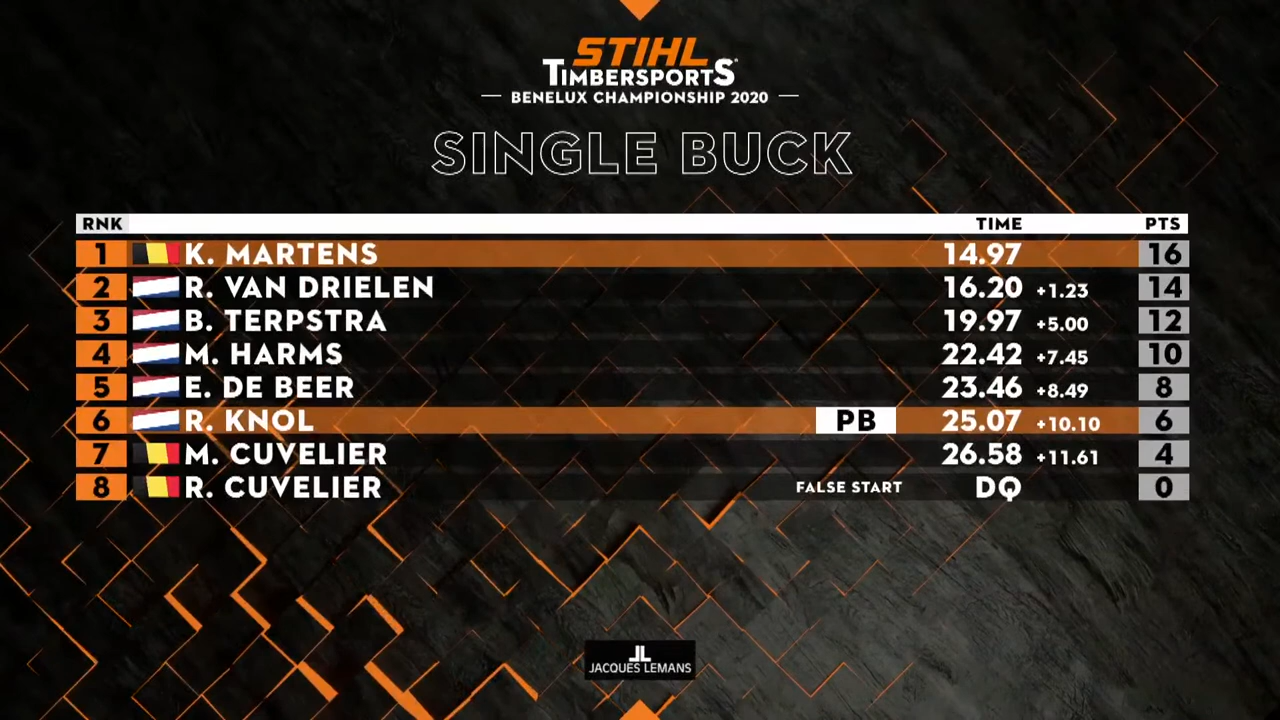 STIHL
TIMBERSPORTS
BENELUX CHAMPIONSHIP 2020
SINGLE BUCK
RNK TIME PTS
1 K. MARTENS 14.97 16
2 R. VAN DRIELEN 16.20 +1.23 14
3 B. TERPSTRA 19.97 +5.00 12
4 M. HARMS 22.42 +7.45 10
5 E. DE BEER 23.46 +8.49 8
6 R. KNOL PB 25.07 +10.10 6
7 M. CUVELIER 26.58 +11.61 4
8 R. CUVELIER FALSE START DQ 0
JL
JACQUES LEMANS